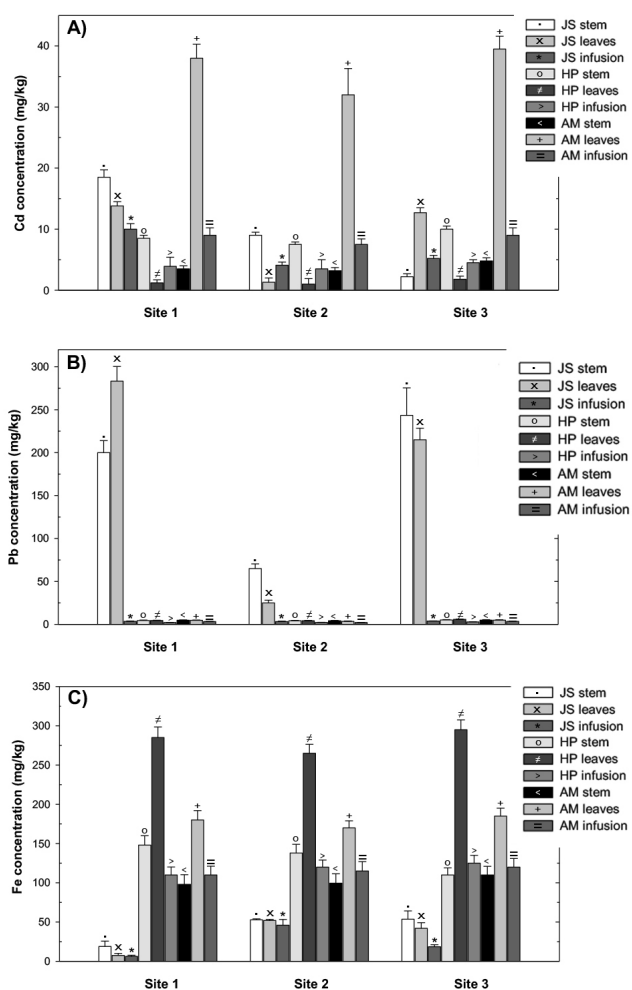 A)
Cd concentration (mg/kg)
40
30
20
10
0
Site 1
Site 2
Site 3
· JS stem
x JS leaves
* JS infusion
o HP stem
≠ HP leaves
> HP infusion
< AM stem
+ AM leaves
= AM infusion
B)
Pb concentration (mg/kg)
300
250
200
150
100
50
0
Site 1
Site 2
Site 3
· JS stem
x JS leaves
* JS infusion
o HP stem
≠ HP leaves
> HP infusion
< AM stem
+ AM leaves
= AM infusion
C)
Fe concentration (mg/kg)
350
300
250
200
150
100
50
0
Site 1
Site 2
Site 3
· JS stem
x JS leaves
* JS infusion
o HP stem
≠ HP leaves
> HP infusion
< AM stem
+ AM leaves
= AM infusion